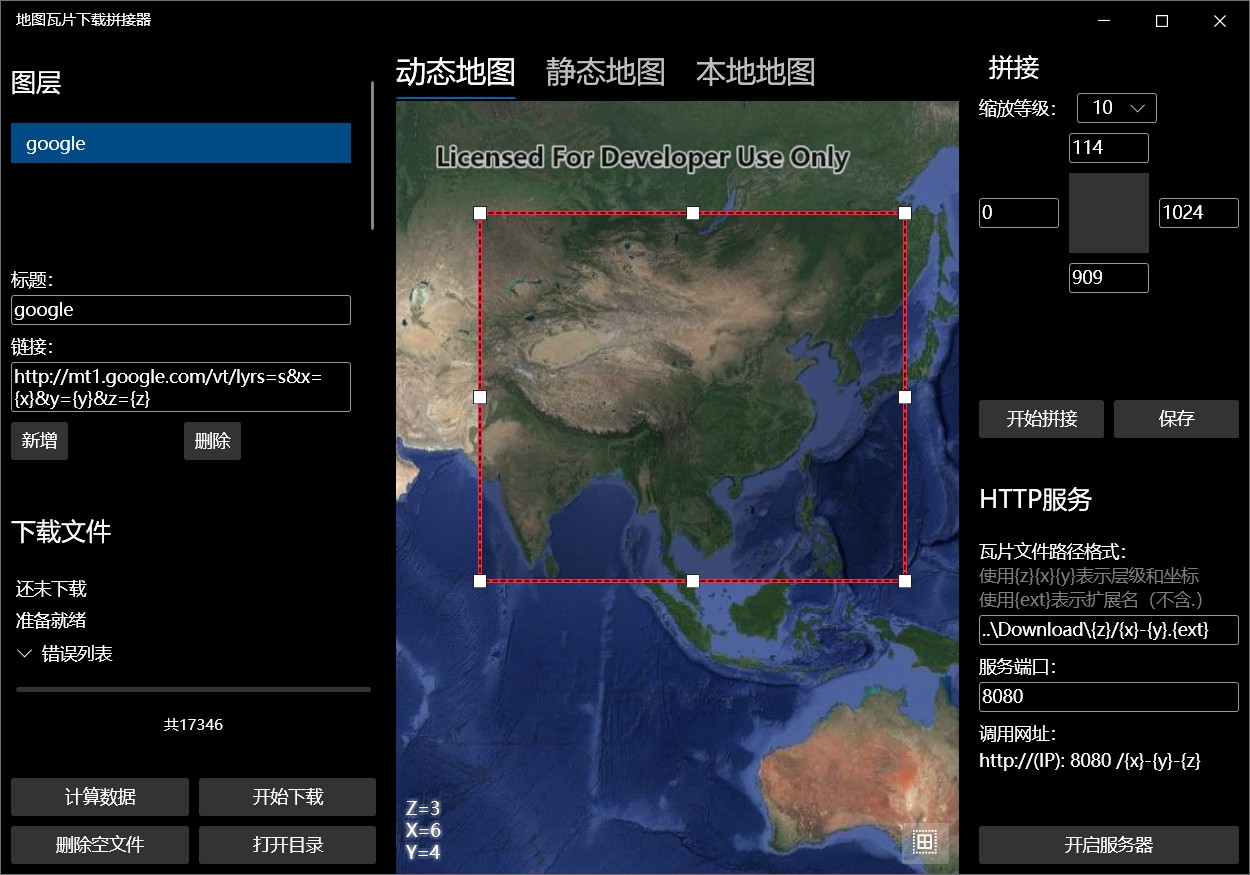 地图瓦片下载拼接器
图层
google
标题：
google
链接：
http://mt1.google.com/vt/lyrs=s&x=
{x}&y={y}&z={z}
新增
删除
下载文件
还未下载
准备就绪
错误列表
共17346
计算数据
开始下载
删除空文件
打开目录
动态地图
静态地图
本地地图
Licensed For Developer Use Only
Z=3
X=6
Y=4
拼接
缩放等级：
10
114
0
1024
909
开始拼接
保存
HTTP服务
瓦片文件路径格式：
使用{z}{x}{y}表示层级和坐标
使用{ext}表示扩展名（不含.）
..\Download\{z}/{x}-{y}.{ext}
服务端口：
8080
调用网址：
http://(IP): 8080 /{x}-{y}-{z}
开启服务器